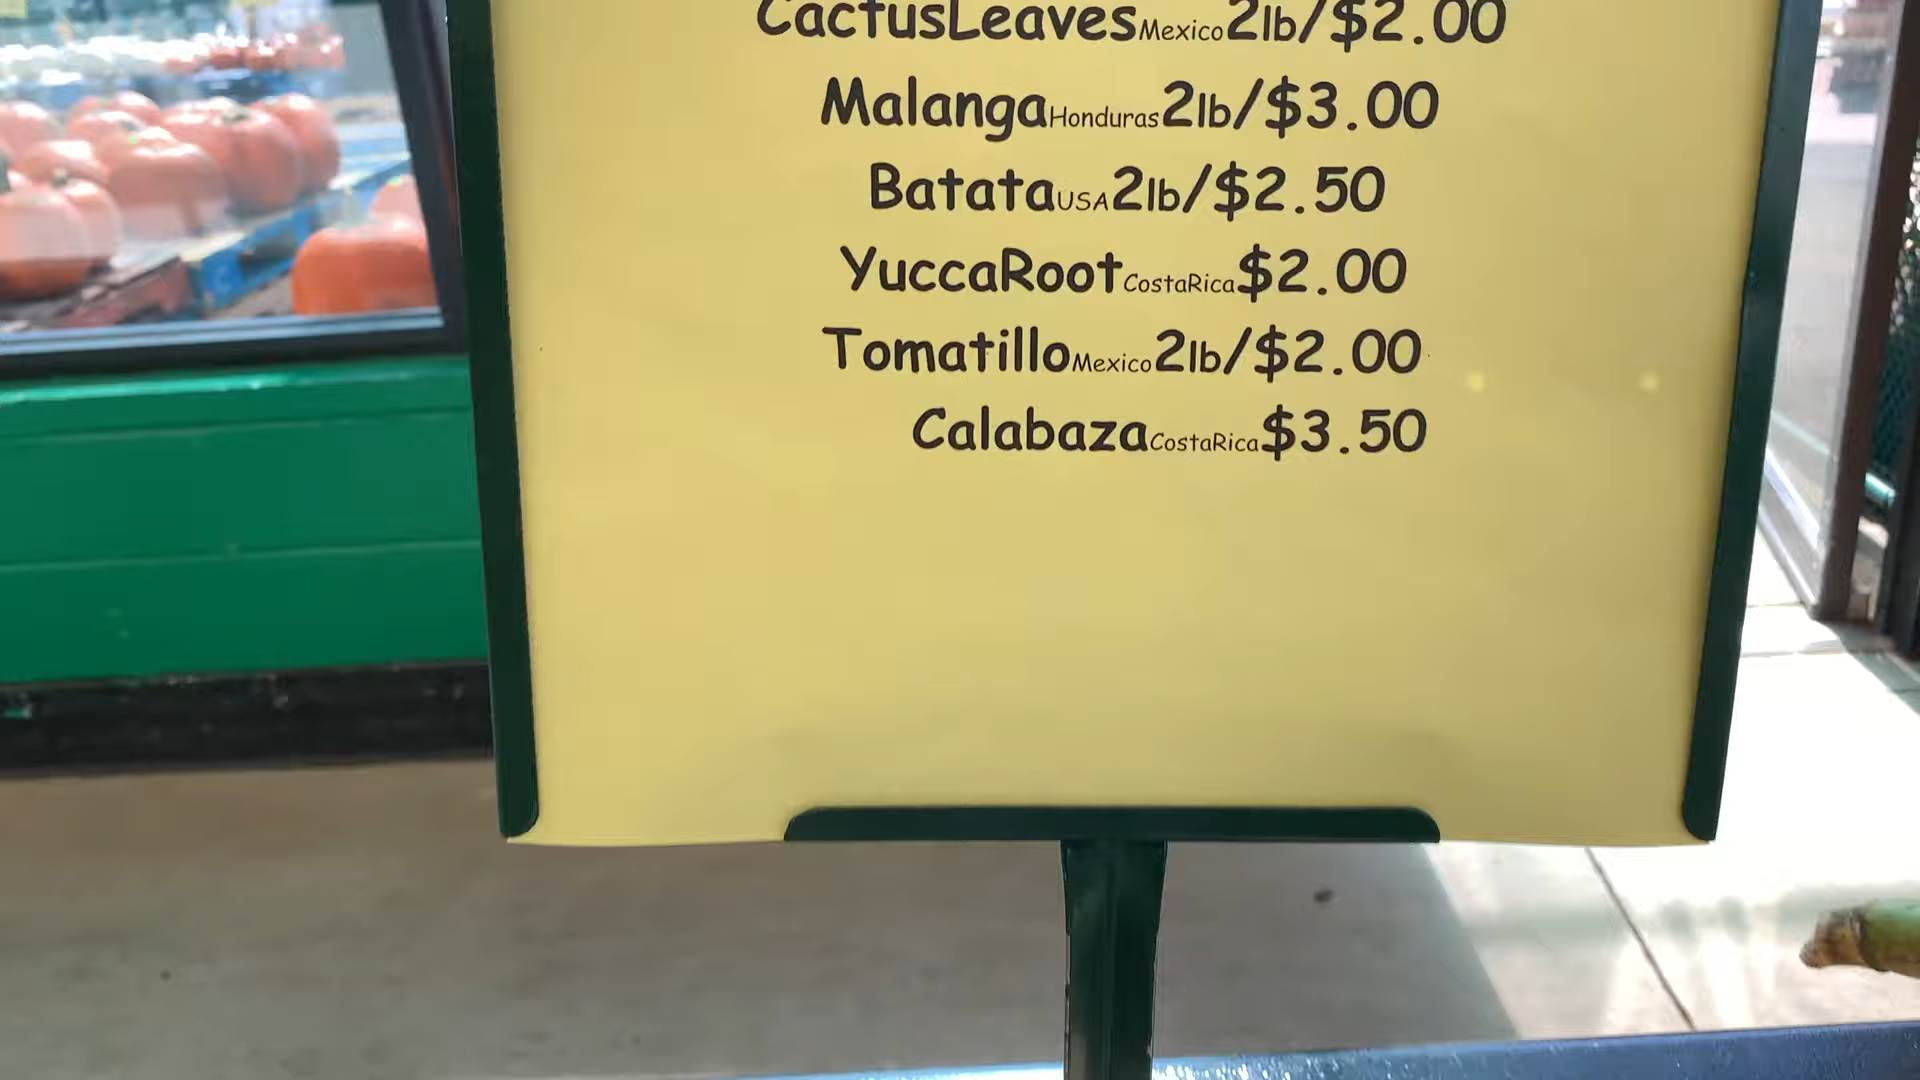 CactusLeaves Mexico 2lb/$2.00
Malanga Honduras 2lb/$3.00
Batata USA 2lb/$2.50
YuccaRoot CostaRica $2.00
Tomatillo Mexico 2lb/$2.00
Calabaza CostaRica $3.50